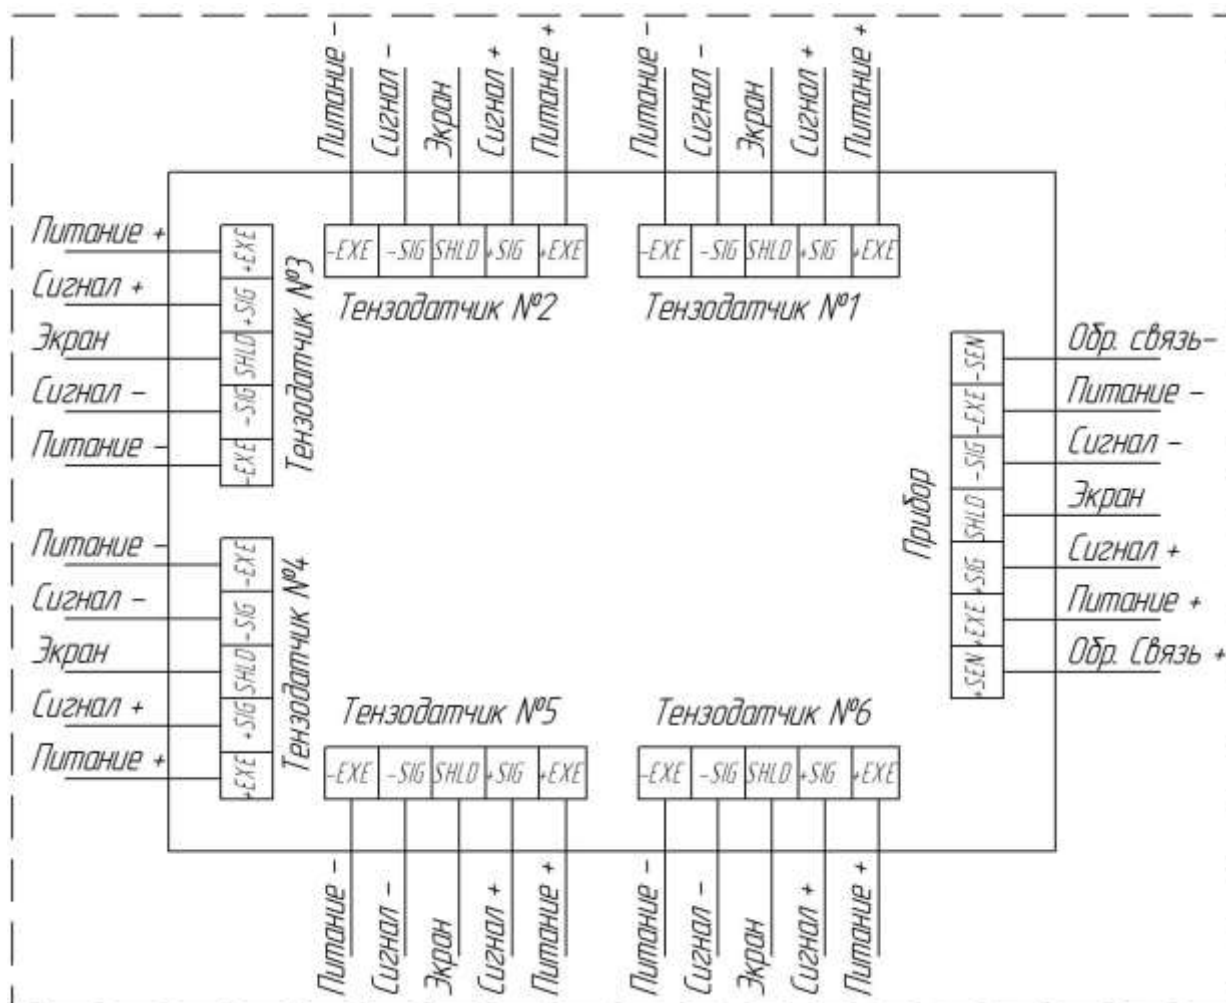 Питание -
Сигнал -
Экран
Сигнал +
Питание +
Питание -
Сигнал -
Экран
Сигнал +
Питание +
-EXE -SIG SHLD +SIG +EXE
Тензодатчик №2
-EXE -SIG SHLD +SIG +EXE
Тензодатчик №1
Питание +
Сигнал +
Экран
Сигнал -
Питание -
+EXE +SIG SHLD -SIG -EXE
Тензодатчик №3
Питание -
Сигнал -
Экран
Сигнал +
Питание +
-EXE -SIG SHLD +SIG +EXE
Тензодатчик №4
Прибор
-SEN -EXE -SIG SHLD +SIG +EXE +SEN
Обр. связь-
Питание -
Сигнал -
Экран
Сигнал +
Питание +
Обр. Связь +
Тензодатчик №5
-EXE -SIG SHLD +SIG +EXE
Тензодатчик №6
-EXE -SIG SHLD +SIG +EXE
Питание -
Сигнал -
Экран
Сигнал +
Питание +
Питание -
Сигнал -
Экран
Сигнал +
Питание +